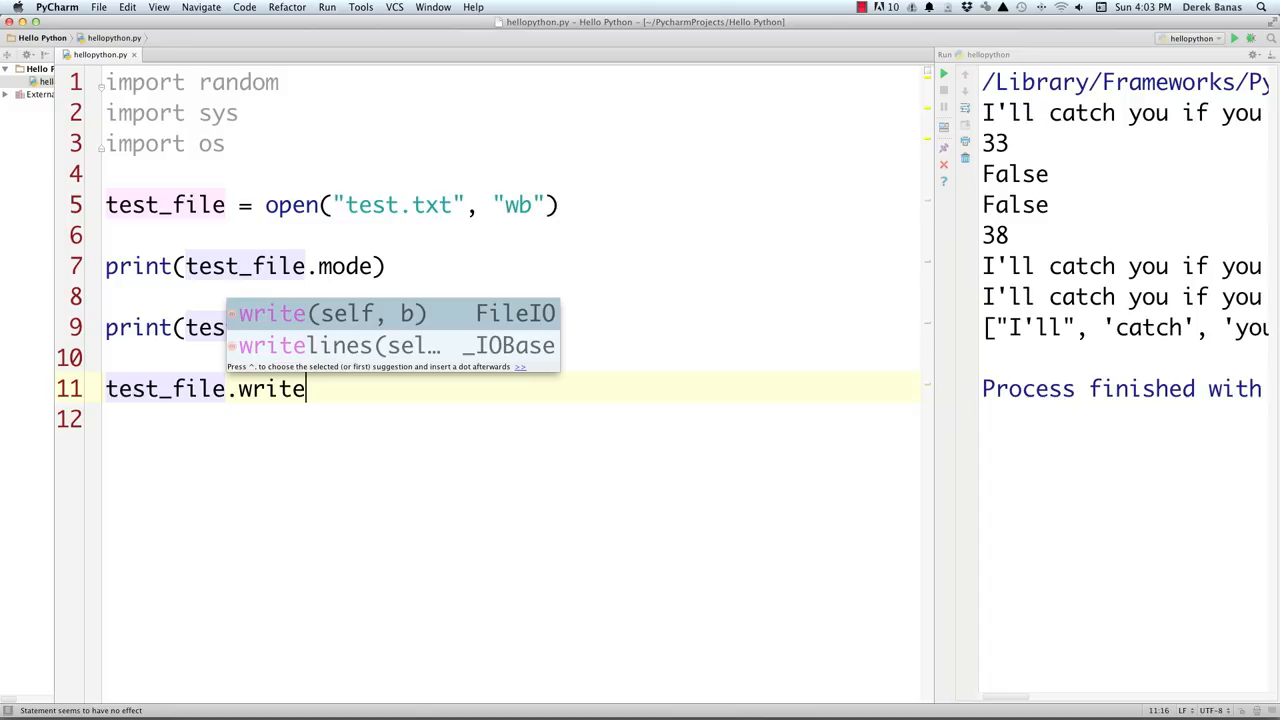 PyCharm File Edit View Navigate Code Refactor Run Tools VCS Window Help 10 Sun 4:03 PM Derek Banas
hellopython.py – Hello Python – [~/PycharmProjects/Hello Python]
Hello Python hellopython.py hellopython
hellopython.py Run hellopython
Hello P
hell
Externa
1 import random
2 import sys
3 import os
4
5 test_file = open("test.txt", "wb")
6
7 print(test_file.mode)
8
9 print(tes
10
11 test_file.write
12
write(self, b) FileIO
writelines(sel… _IOBase
Press ^. to choose the selected (or first) suggestion and insert a dot afterwards >>
/Library/Frameworks/Py
I'll catch you if you
33
False
False
38
I'll catch you if you
I'll catch you if you
["I'll", 'catch', 'you
Process finished with
Statement seems to have no effect 11:16 LF UTF-8